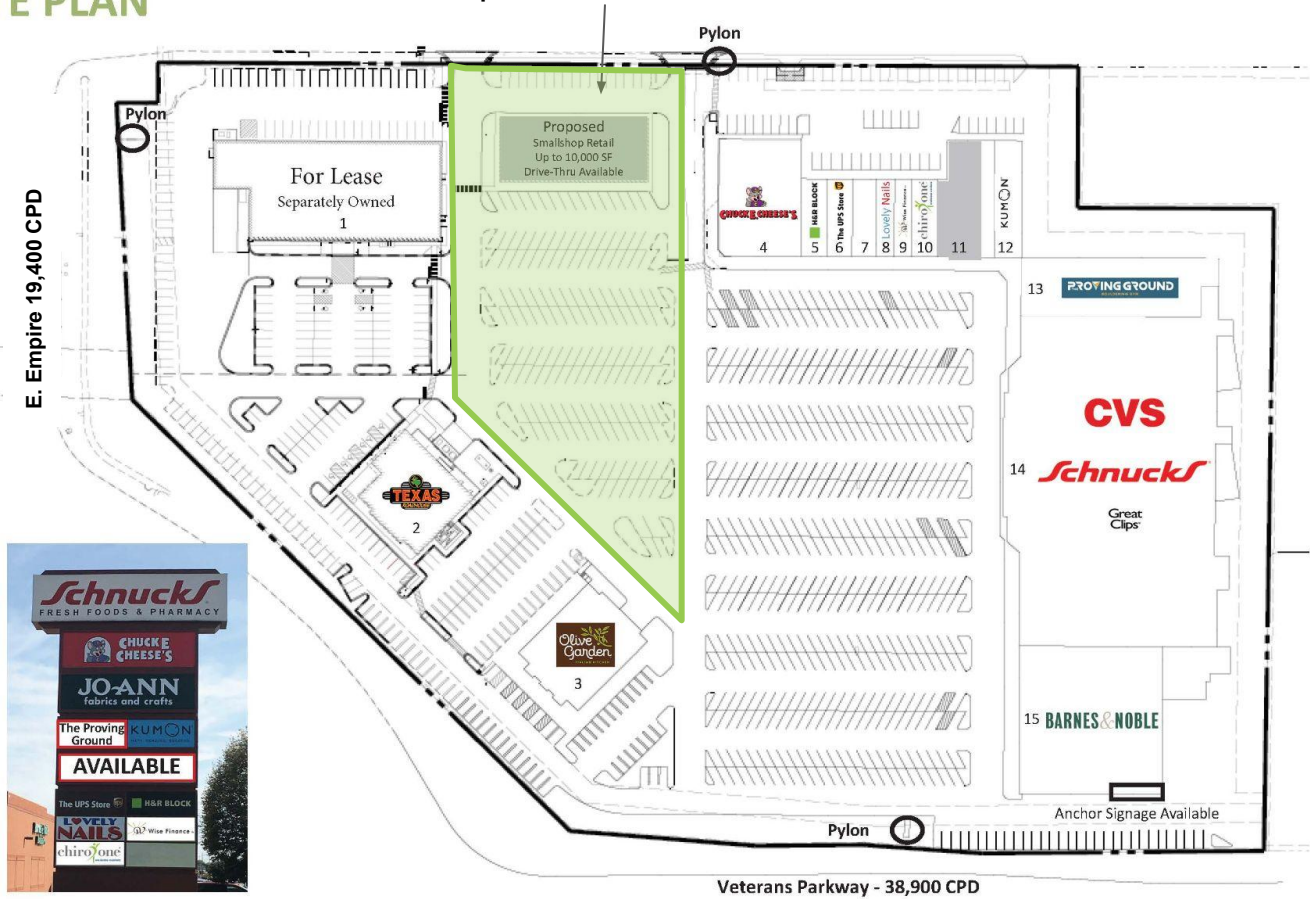 E PLAN
Pylon
Pylon
Proposed
Smallshop Retail
Up to 10,000 SF
Drive-Thru Available
For Lease
Separately Owned
1
E. Empire 19,400 CPD
CHUCK E CHEESE'S
4
H&R BLOCK
5
The UPS Store
6
7
Lovely Nails
8
Wise Finance
9
chiro one
10
11
KUMON
12
13
PROVING GROUND
CVS
14
Schnucks
Great
Clips
TEXAS
2
Olive
Garden
3
15
BARNES & NOBLE
Anchor Signage Available
Pylon
Veterans Parkway - 38,900 CPD
Schnucks
FRESH FOODS & PHARMACY
CHUCK E
CHEESE'S
JO-ANN
fabrics and crafts
The Proving
Ground
KUMON
AVAILABLE
The UPS Store
H&R BLOCK
LOVELY
NAILS
Wise Finance
chiro one